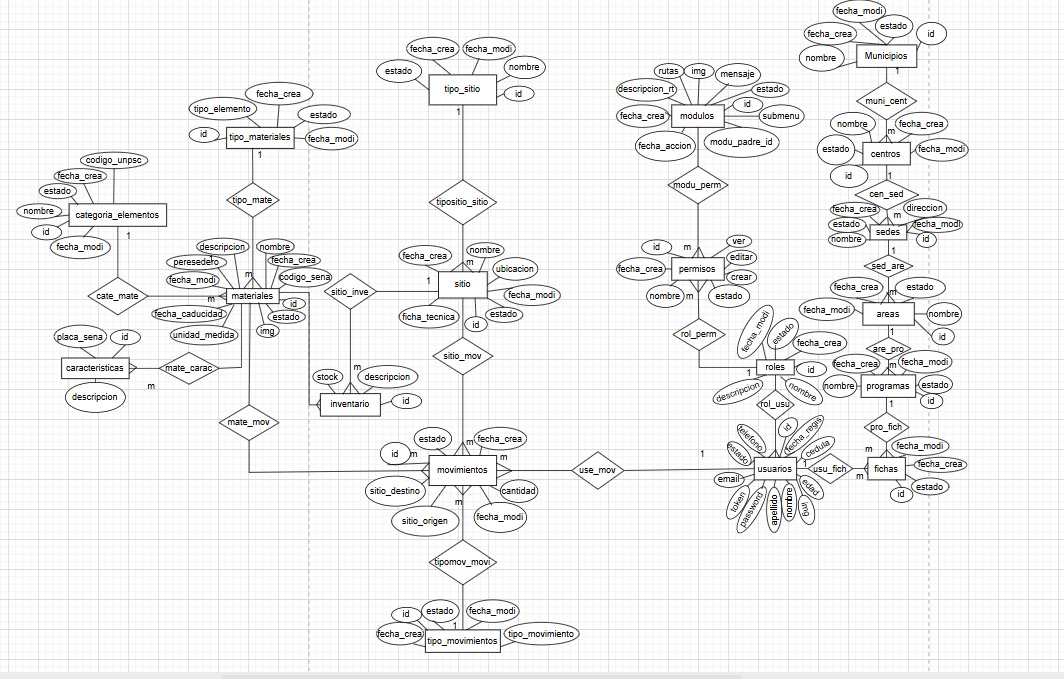 fecha_modi
fecha_crea
estado
id
nombre
Municipios
1
muni_cent
m
nombre
fecha_crea
estado
centros
fecha_modi
id
1
cen_sed
fecha_crea
m
direccion
estado
fecha_modi
nombre
sedes
id
1
sed_are
fecha_crea
m
estado
fecha_modi
areas
nombre
1
id
are_pro
fecha_crea
m
fecha_modi
nombre
programas
estado
1
id
pro_fich
m
fecha_modi
fichas
fecha_crea
estado
id
m
usu_fich
1
fecha_crea
fecha_modi
estado
nombre
tipo_sitio
id
1
tipositio_sitio
fecha_crea
m
nombre
ubicacion
1
sitio
fecha_modi
ficha_tecnica
id
estado
sitio_mov
sitio_inve
m
stock
descripcion
inventario
id
fecha_crea
tipo_elemento
estado
id
tipo_materiales
fecha_modi
1
tipo_mate
codigo_unpsc
fecha_crea
estado
nombre
categoria_elementos
id
fecha_modi
1
cate_mate
descripcion
nombre
peresedero
fecha_crea
fecha_modi
m
codigo_sena
m
materiales
id
fecha_caducidad
estado
unidad_medida
img
placa_sena
id
caracteristicas
mate_carac
descripcion
m
mate_mov
rutas
img
mensaje
descripcion_rt
estado
id
fecha_crea
modulos
submenu
fecha_accion
modu_padre_id
modu_perm
id
m
ver
editar
fecha_crea
permisos
crear
nombre
m
estado
rol_perm
fecha_modi
estado
fecha_crea
1
roles
id
descripcion
nombre
rol_usu
telefono
id
fecha_regis
estado
cedula
usuarios
email
token
password
apellido
nombre
img
edad
1
use_mov
estado
m
fecha_crea
id
m
movimientos
m
sitio_destino
cantidad
m
sitio_origen
fecha_modi
tipomov_movi
id
estado
fecha_modi
1
fecha_crea
tipo_movimientos
tipo_movimiento